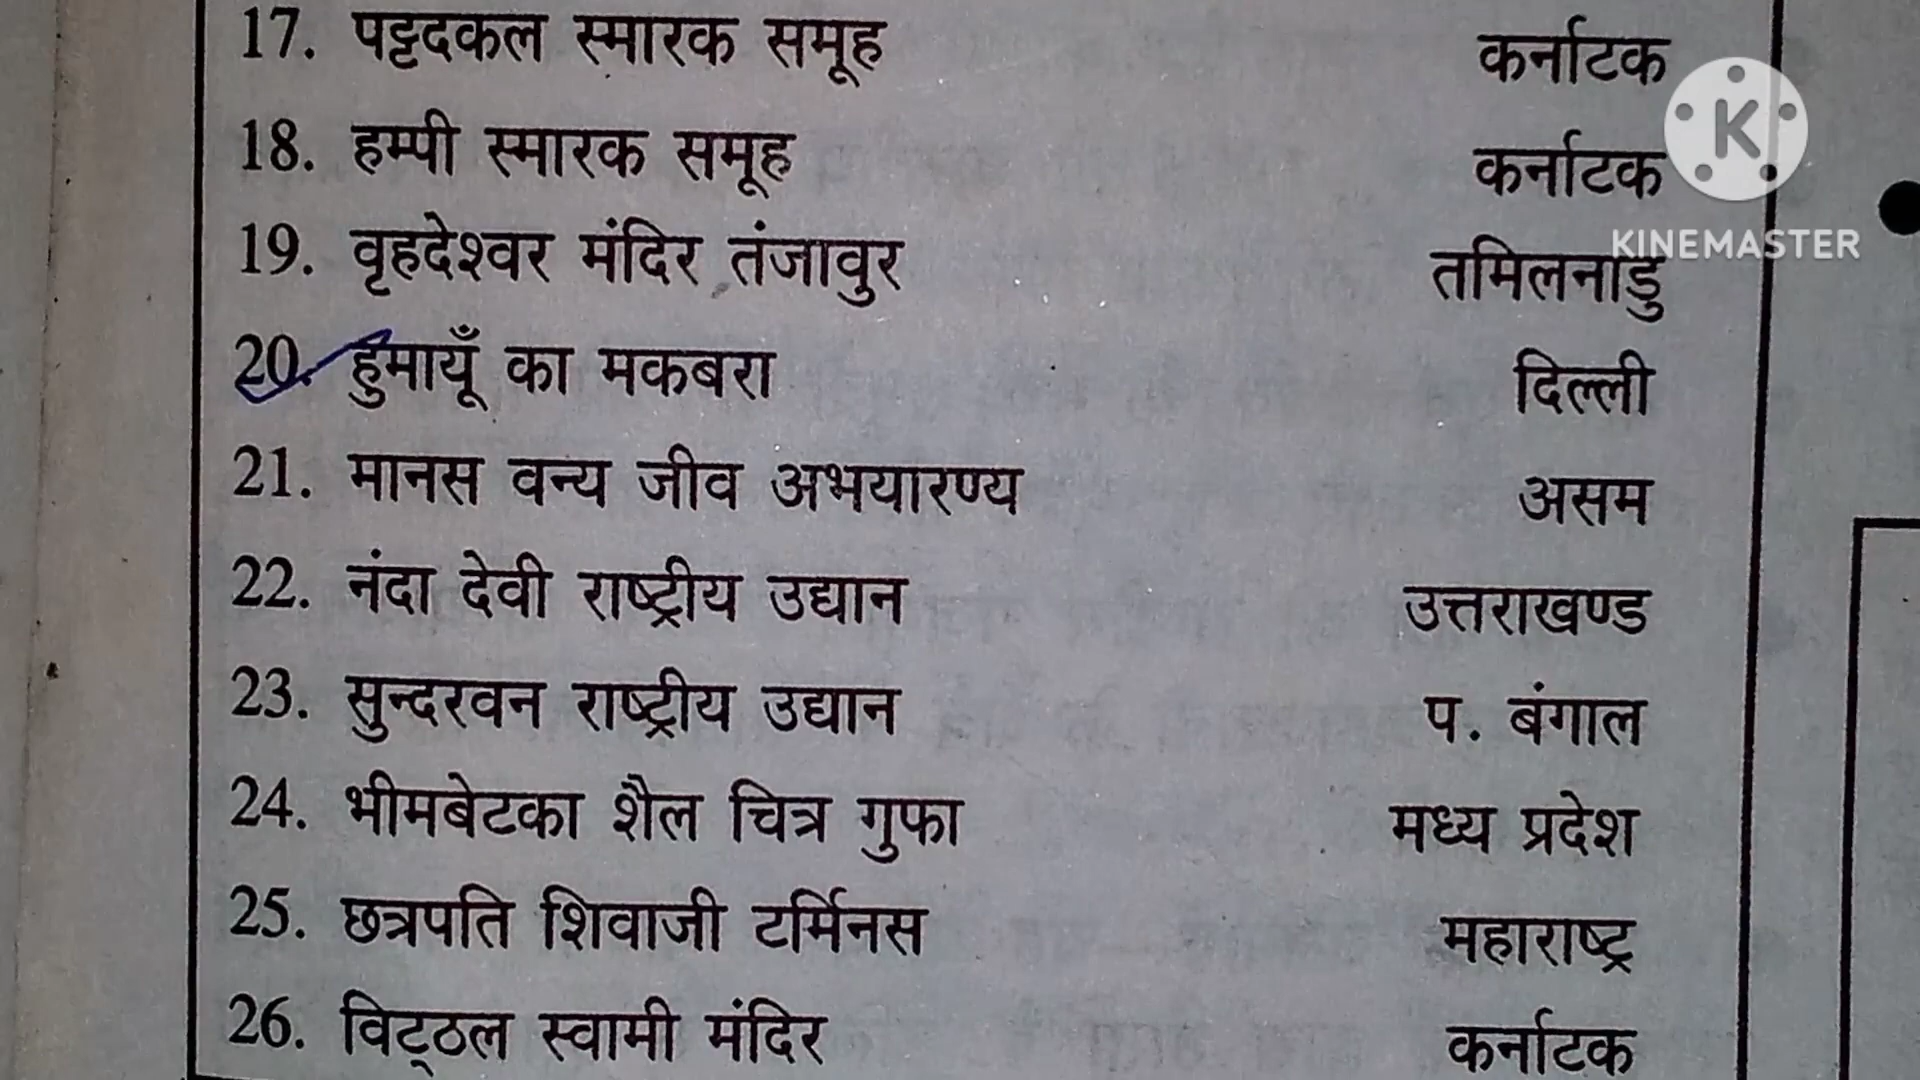 17. पट्टदकल स्मारक समूह कर्नाटक
18. हम्पी स्मारक समूह कर्नाटक
K
KINEMASTER
19. वृहदेश्वर मंदिर तंजावुर तमिलनाडु
20. हुमायूँ का मकबरा दिल्ली
21. मानस वन्य जीव अभयारण्य असम
22. नंदा देवी राष्ट्रीय उद्यान उत्तराखण्ड
23. सुन्दरवन राष्ट्रीय उद्यान प. बंगाल
24. भीमबेटका शैल चित्र गुफा मध्य प्रदेश
25. छत्रपति शिवाजी टर्मिनस महाराष्ट्र
26. विट्ठल स्वामी मंदिर कर्नाटक